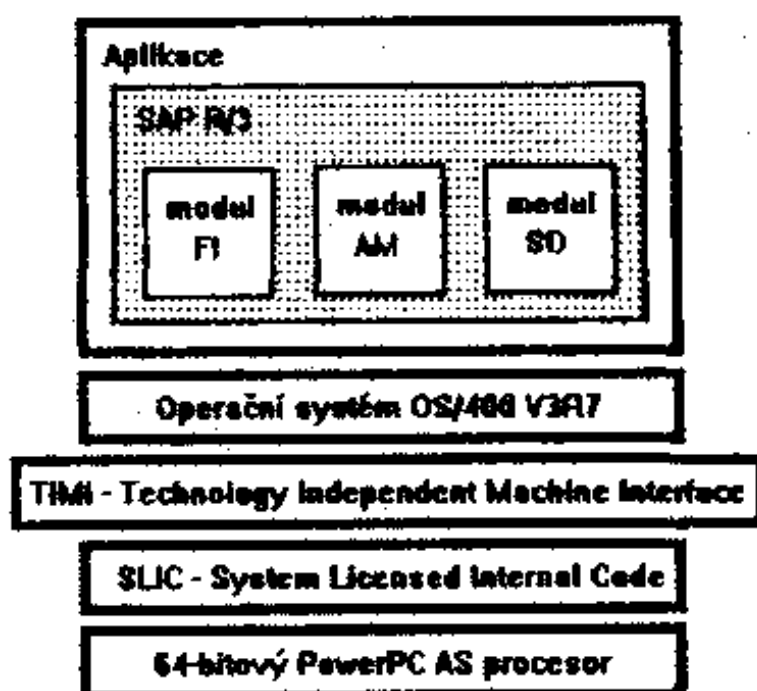 Aplikace
SAP R/3
modul
FI
modul
AM
modul
SD
Operační systém OS/400 V3R7
TIMI - Technology Independent Machine Interface
SLIC - System Licensed Internal Code
64-bitový PowerPC AS procesor